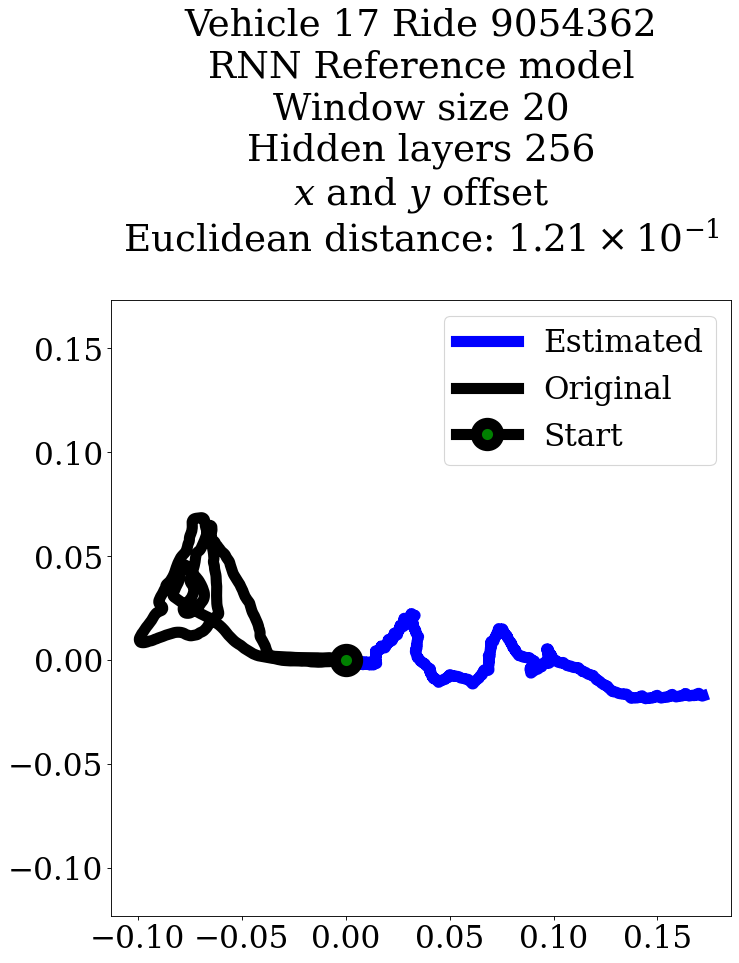 Vehicle 17 Ride 9054362
RNN Reference model
Window size 20
Hidden layers 256
x and y offset
Euclidean distance: 1.21 × 10⁻¹
Estimated
Original
Start
0.15
0.10
0.05
0.00
−0.05
−0.10
−0.10 −0.05 0.00 0.05 0.10 0.15